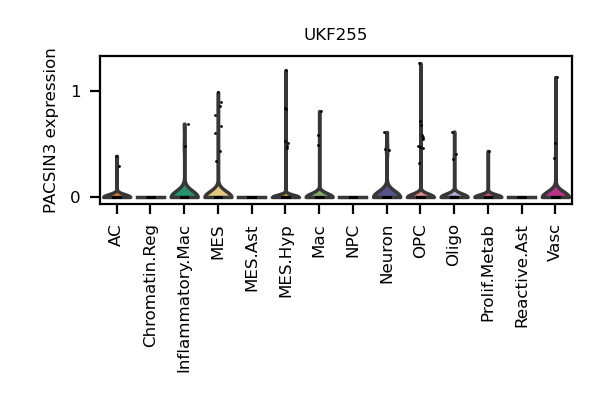 UKF255
PACSIN3 expression
1
0
AC
Chromatin.Reg
Inflammatory.Mac
MES
MES.Ast
MES.Hyp
Mac
NPC
Neuron
OPC
Oligo
Prolif.Metab
Reactive.Ast
Vasc